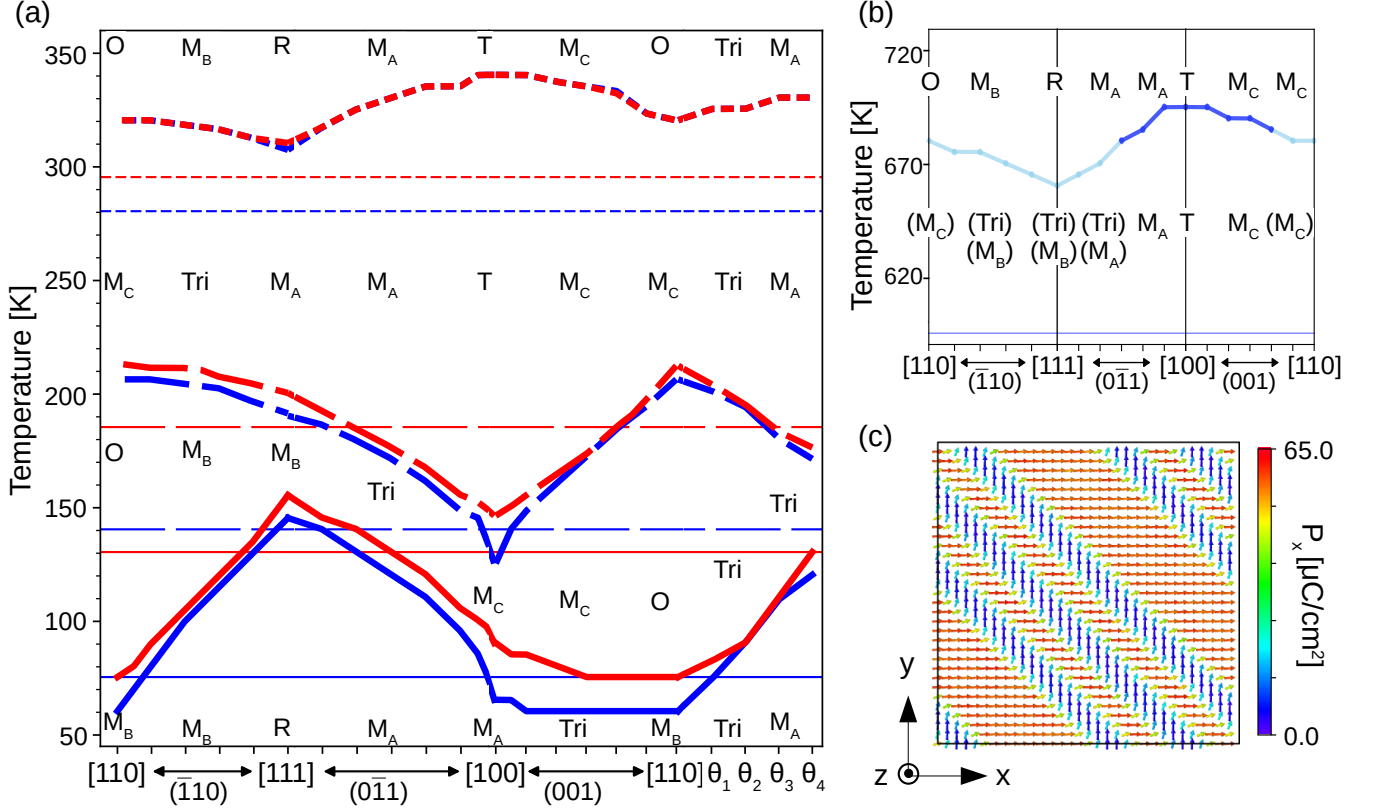 (a)
O M_B R M_A T M_C O Tri M_A
350
300
250
200
150
100
50
Temperature [K]
M_C Tri M_A M_A T M_C M_C Tri M_A
O M_B M_B
Tri Tri
Tri
M_C M_C O
M_B M_B R M_A M_A Tri M_B Tri M_A
[110] [111] [100] [110] θ_1 θ_2 θ_3 θ_4
(1̅10) (01̅1) (001)
(b)
720
670
620
Temperature [K]
O M_B R M_A M_A T M_C M_C
(M_C) (Tri) (Tri) (Tri) M_A T M_C (M_C)
(M_B) (M_B) (M_A)
[110] [111] [100] [110]
(1̅10) (01̅1) (001)
(c)
65.0
P_x [μC/cm²]
0.0
y
z x